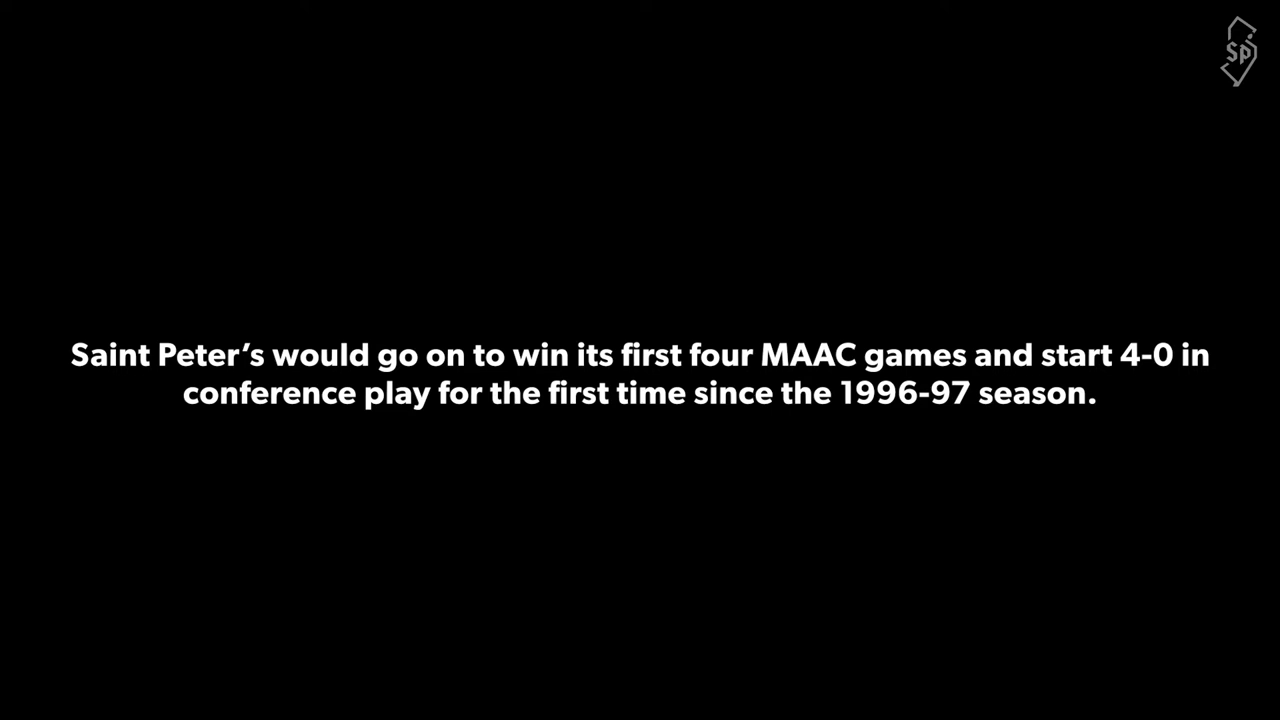 Sp
Saint Peter's would go on to win its first four MAAC games and start 4-0 in
conference play for the first time since the 1996-97 season.